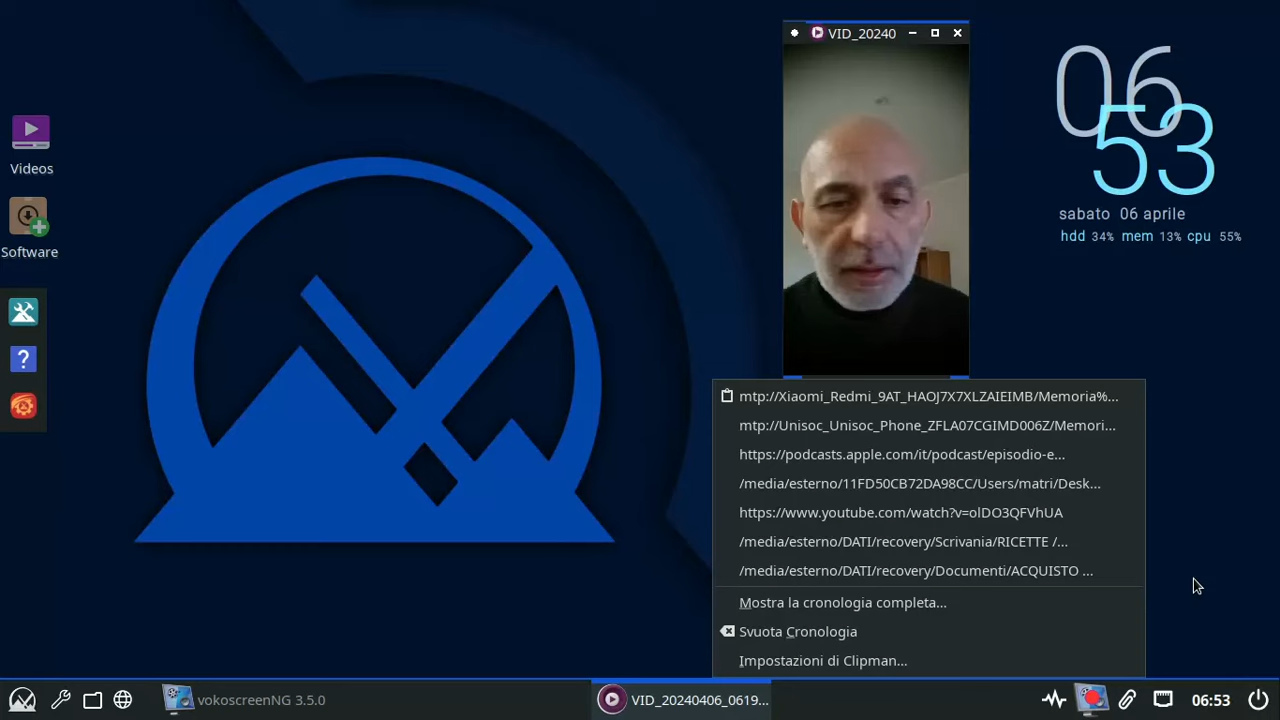 VID_20240
06
53
sabato 06 aprile
hdd 34% mem 13% cpu 55%
Videos
Software
?
mtp://Xiaomi_Redmi_9AT_HAOJ7X7XLZAIEIMB/Memoria%...
mtp://Unisoc_Unisoc_Phone_ZFLA07CGIMD006Z/Memori...
https://podcasts.apple.com/it/podcast/episodio-e...
/media/esterno/11FD50CB72DA98CC/Users/matri/Desk...
https://www.youtube.com/watch?v=olDO3QFVhUA
/media/esterno/DATI/recovery/Scrivania/RICETTE /...
/media/esterno/DATI/recovery/Documenti/ACQUISTO ...
Mostra la cronologia completa...
Svuota Cronologia
Impostazioni di Clipman...
vokoscreenNG 3.5.0
VID_20240406_0619...
06:53